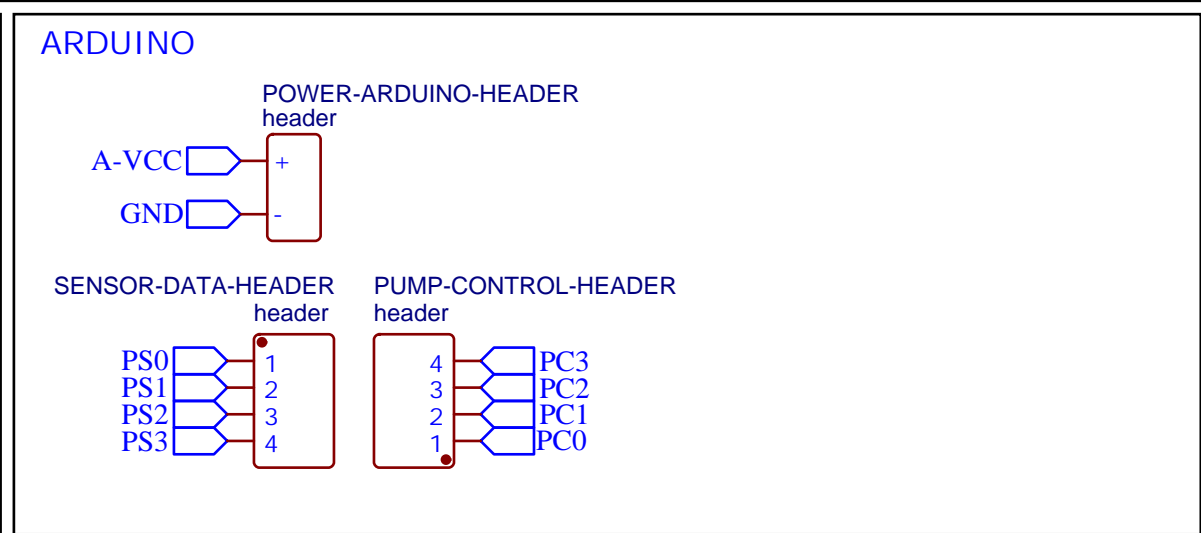 ARDUINO
POWER-ARDUINO-HEADER
header
A-VCC +
GND -
SENSOR-DATA-HEADER
header
PS0 1
PS1 2
PS2 3
PS3 4
PUMP-CONTROL-HEADER
header
4 PC3
3 PC2
2 PC1
1 PC0